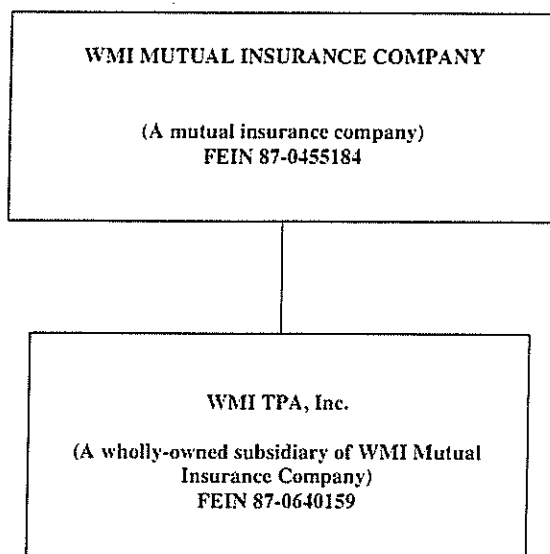 WMI MUTUAL INSURANCE COMPANY
(A mutual insurance company)
FEIN 87-0455184
WMI TPA, Inc.
(A wholly-owned subsidiary of WMI Mutual
Insurance Company)
FEIN 87-0640159